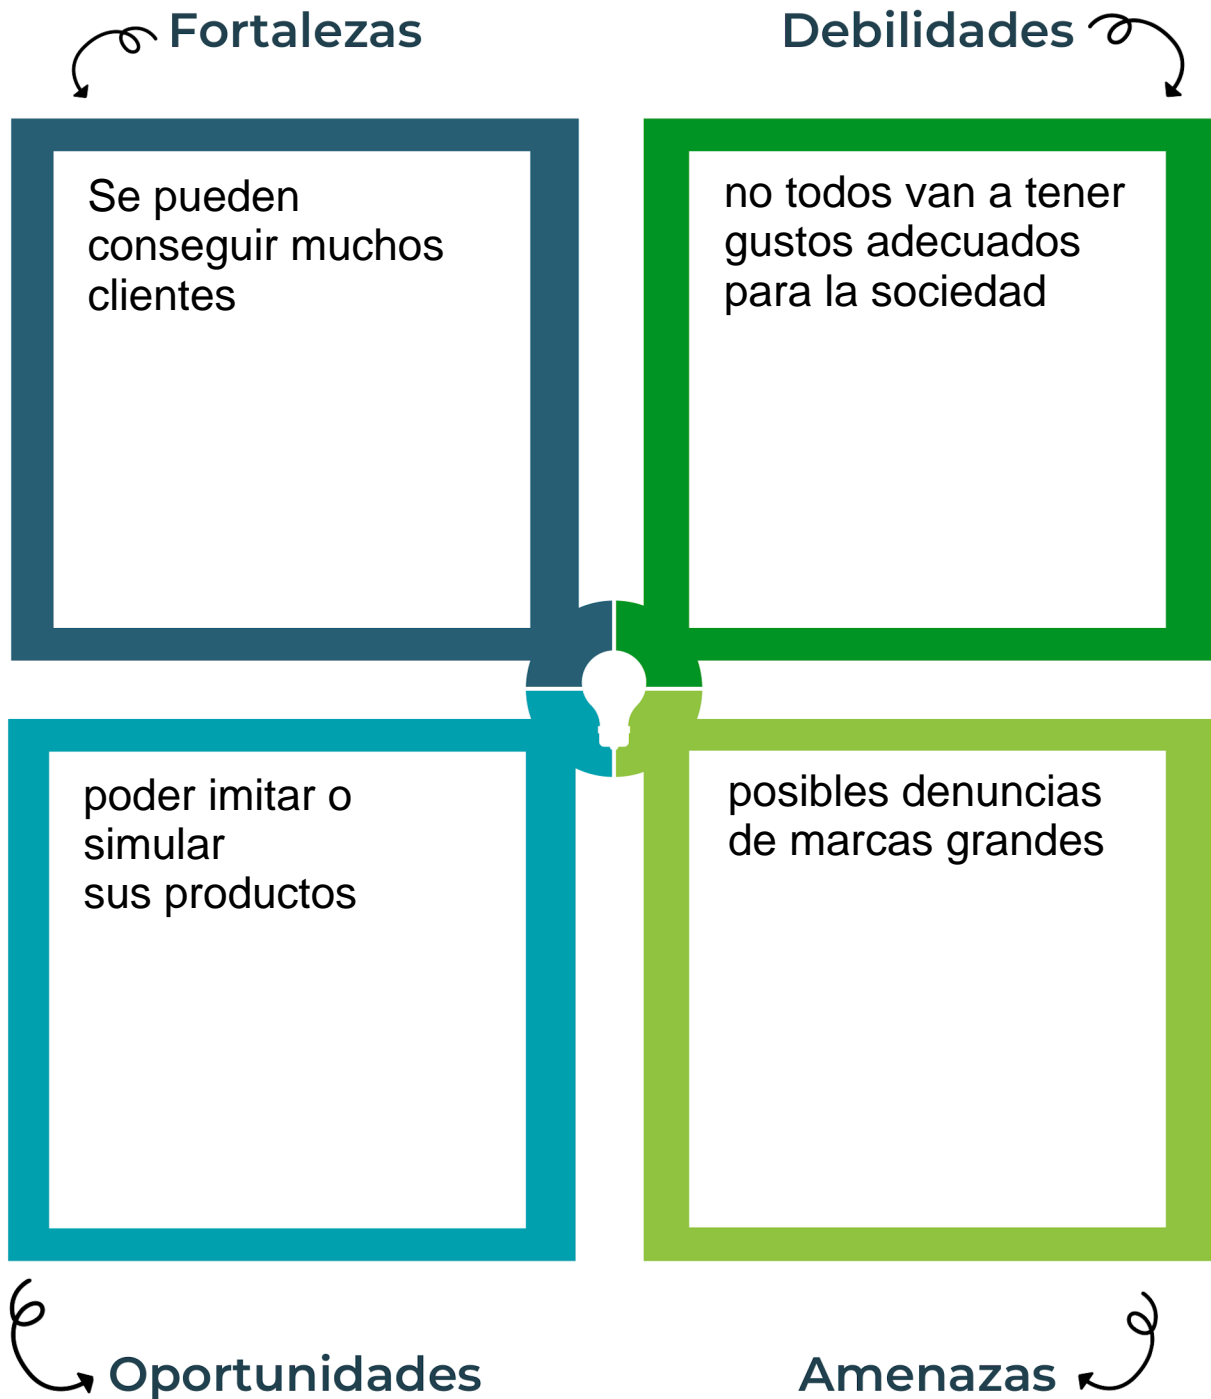 Fortalezas
Debilidades
Se pueden
conseguir muchos
clientes
no todos van a tener
gustos adecuados
para la sociedad
poder imitar o
simular
sus productos
posibles denuncias
de marcas grandes
Oportunidades
Amenazas